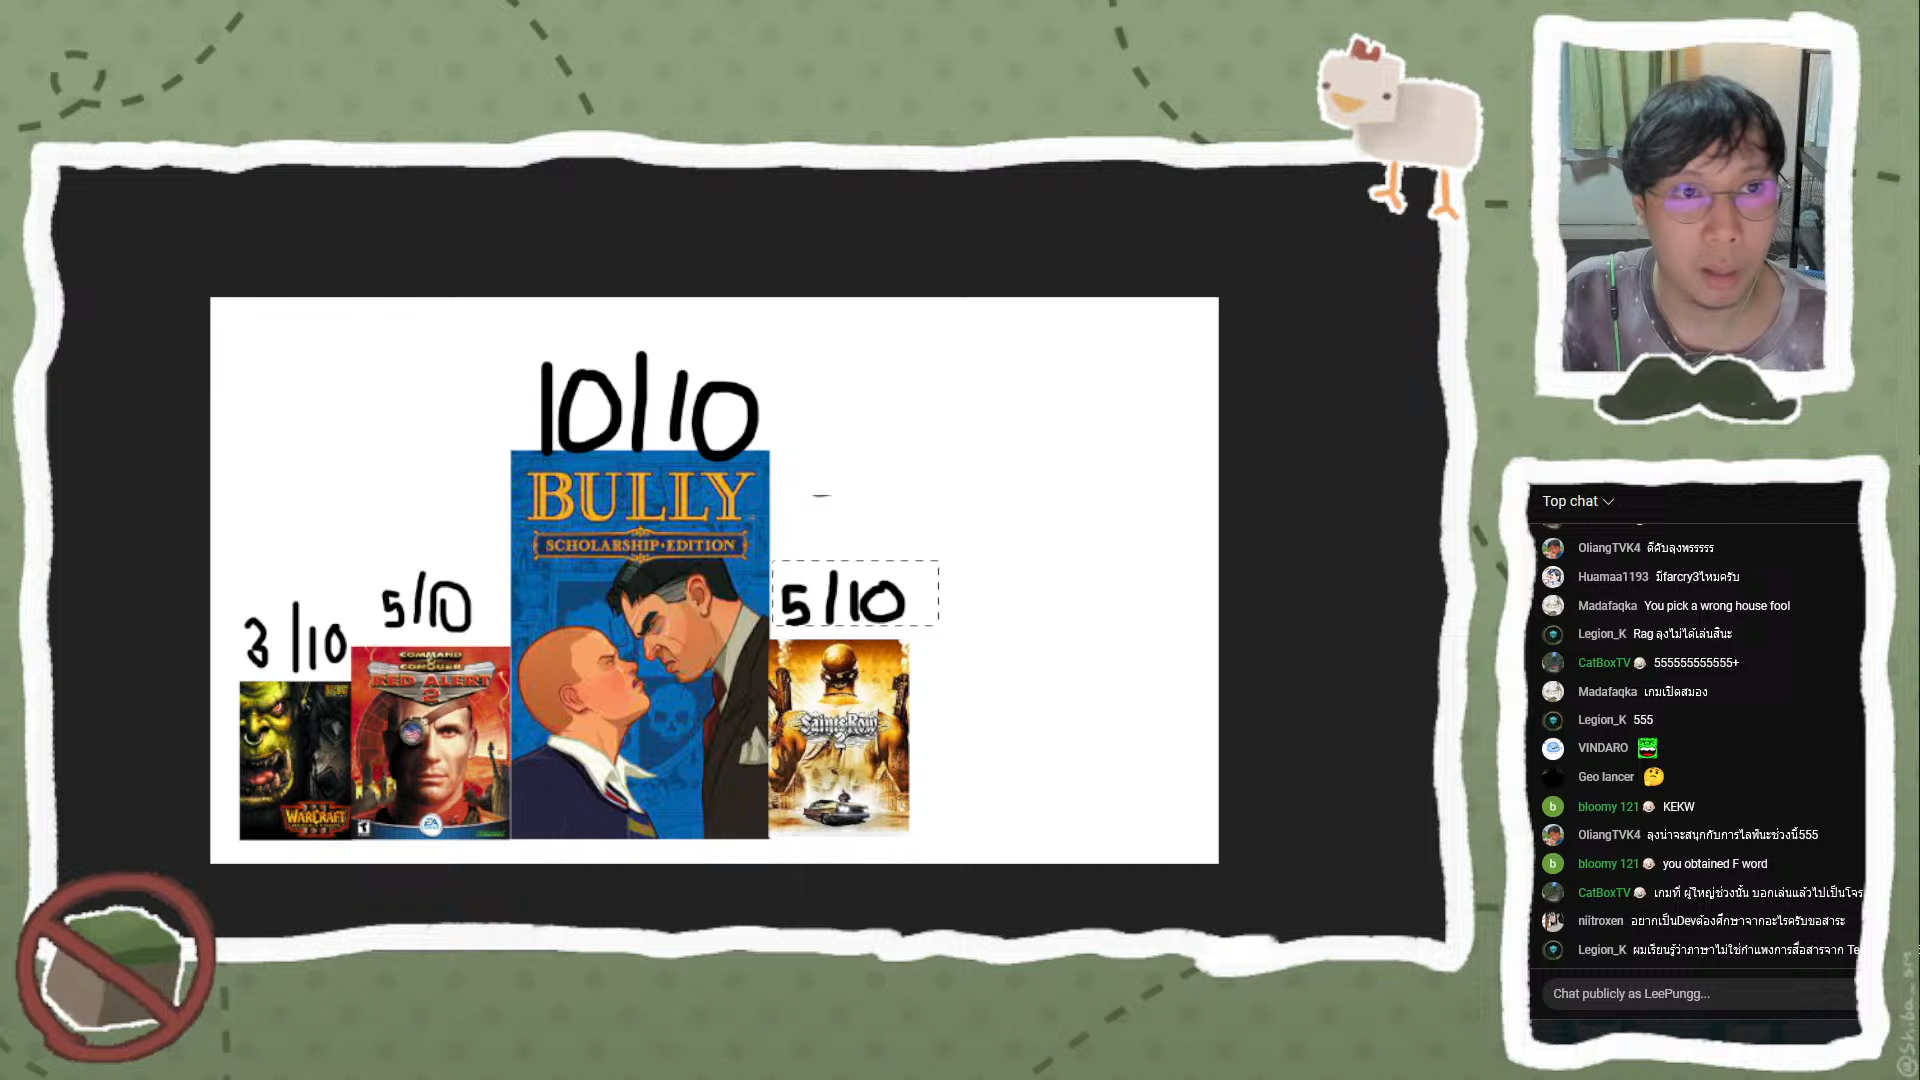 10/10
BULLY
SCHOLARSHIP·EDITION
5/10
5/10
3/10
COMMAND
CONQUER
RED ALERT
2
Saints Row
2
WARCRAFT
III
EA
T
Top chat
OliangTVK4 ดีคับลุงพรรรรร
Huamaa1193 มีfarcry3ไหมครับ
Madafaqka You pick a wrong house fool
Legion_K Rag ลุงไม่ได้เล่นสินะ
CatBoxTV 555555555555+
Madafaqka เกมเปิดสมอง
Legion_K 555
VINDARO
Geo lancer
b bloomy 121 KEKW
OliangTVK4 ลุงน่าจะสนุกกับการไลฟ์นะช่วงนี้555
b bloomy 121 you obtained F word
CatBoxTV เกมที่ ผู้ใหญ่ช่วงนั้น บอกเล่นแล้วไปเป็นโจร
niitroxen อยากเป็นDevต้องศึกษาจากอะไรครับขอสาระ
Legion_K ผมเรียนรู้ว่าภาษาไม่ใช่กำแพงการสื่อสารจาก Te
Chat publicly as LeePungg...
@Shiba_sm